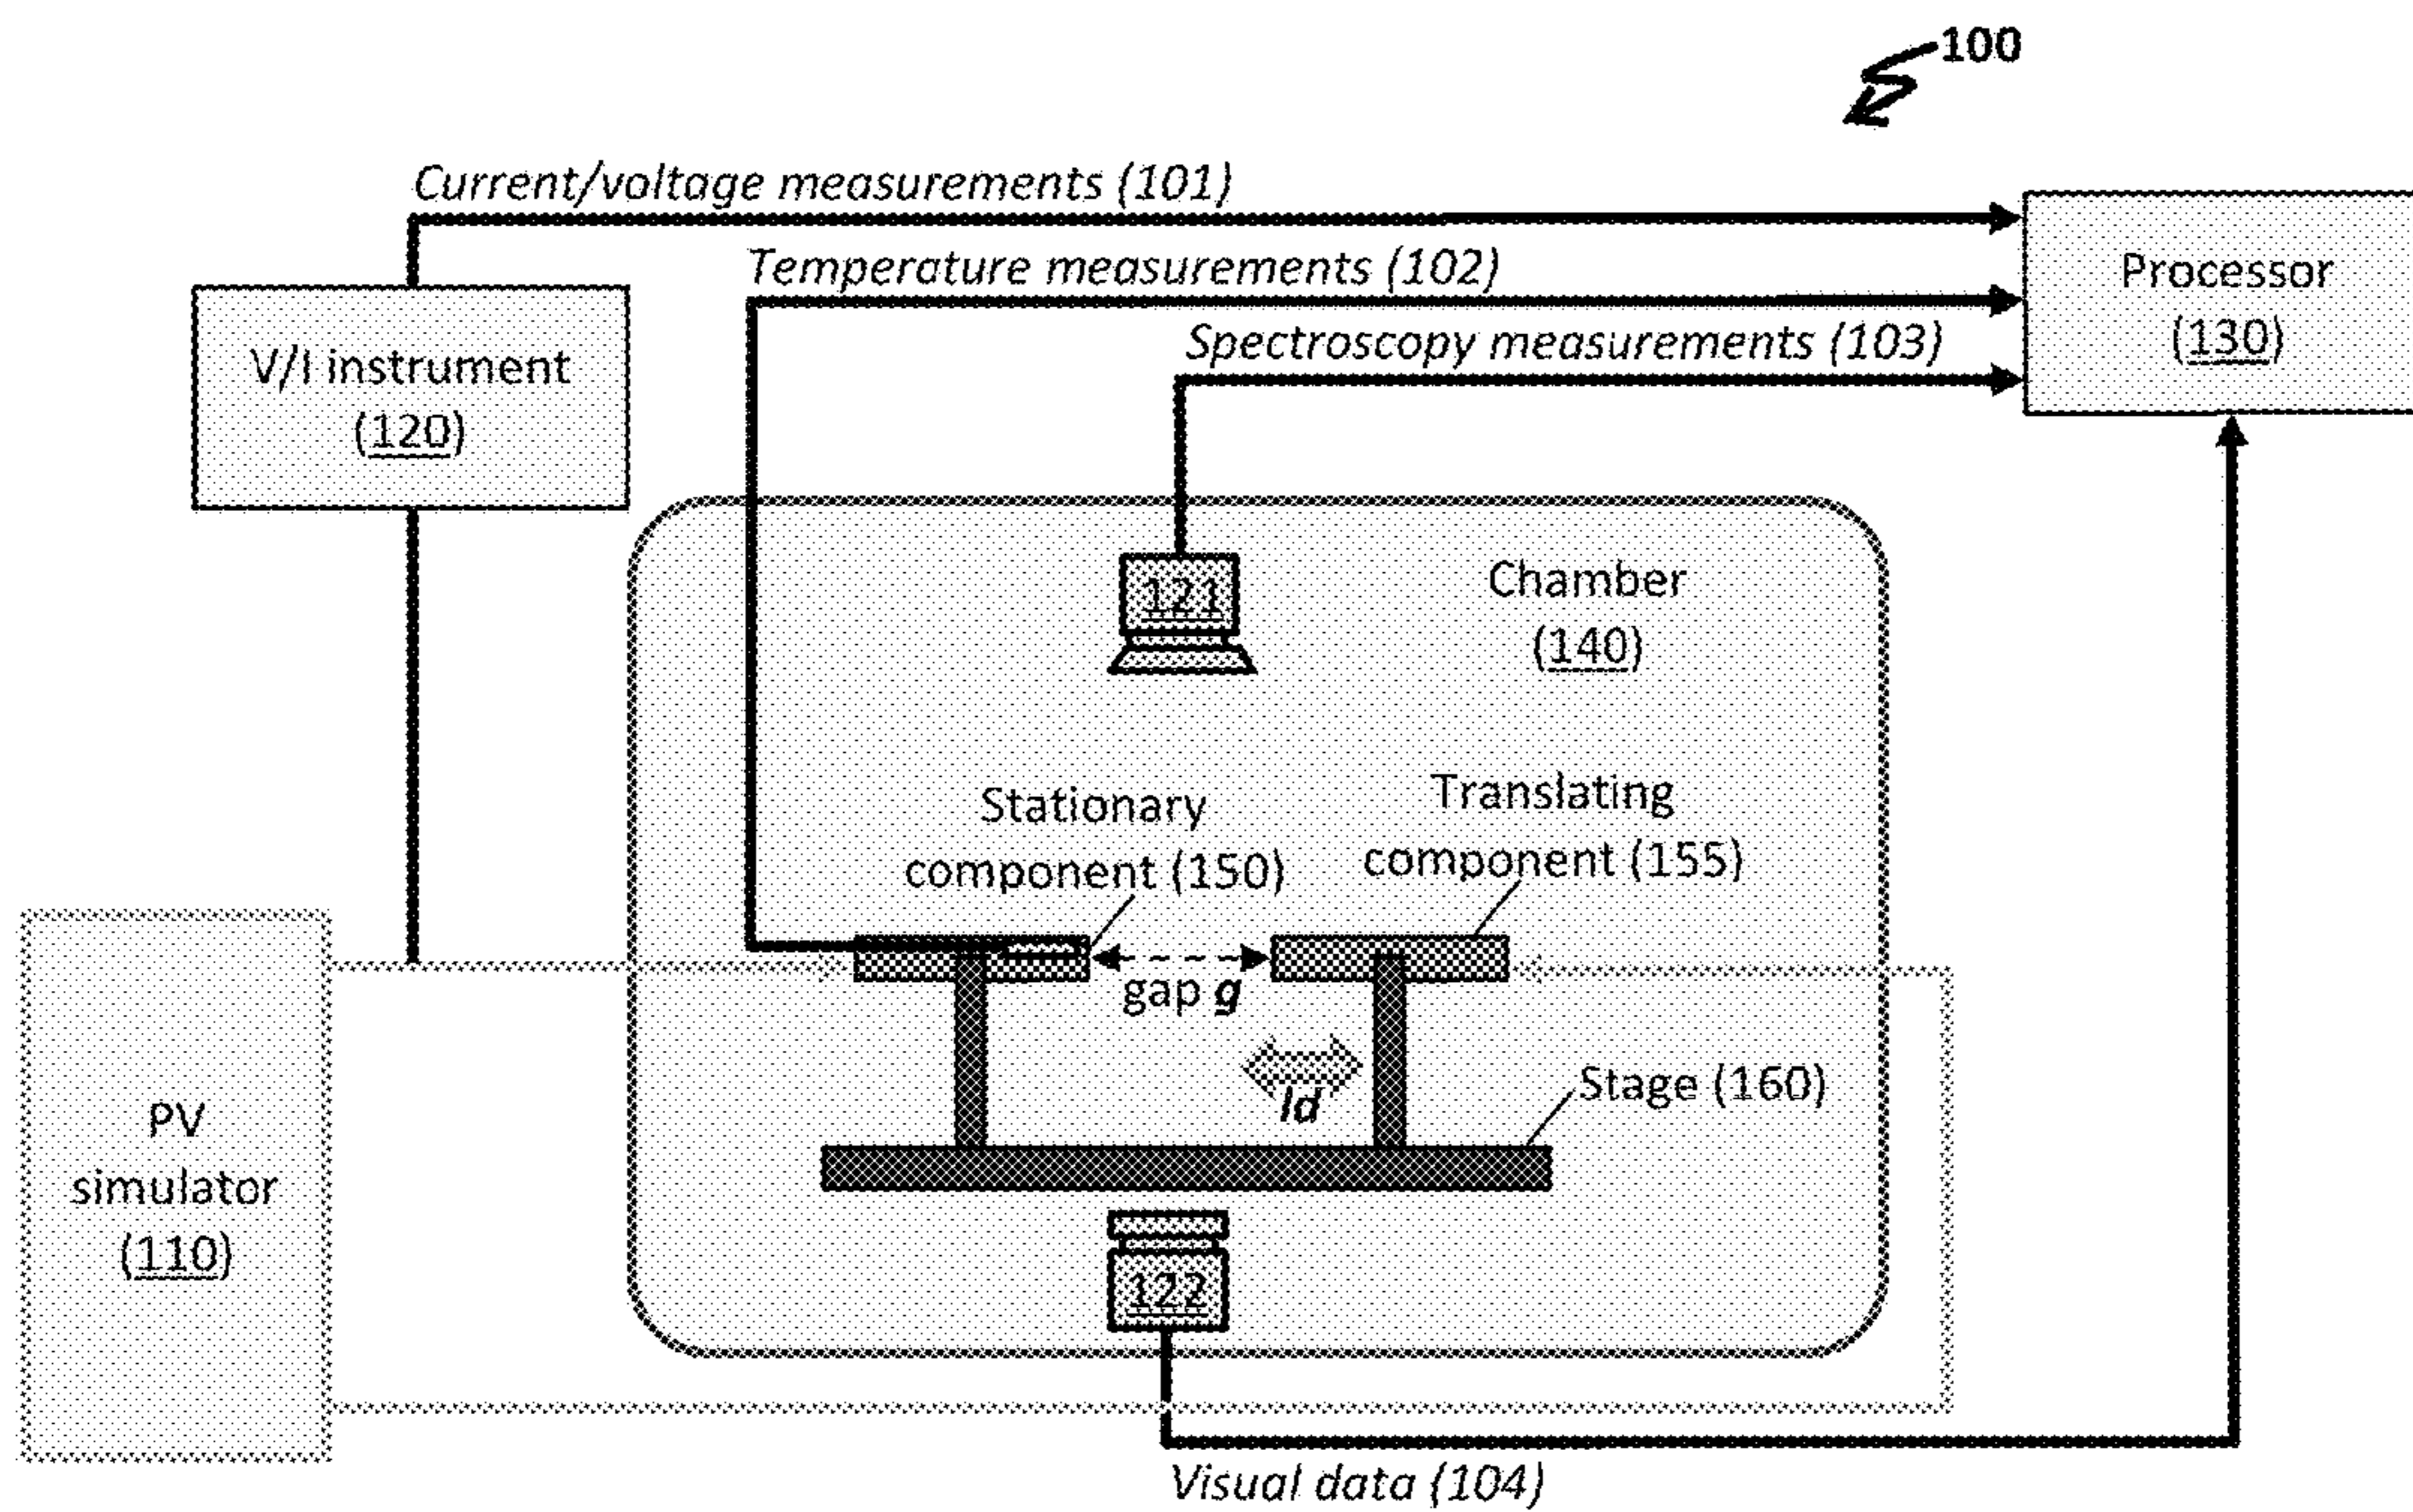 100
Current/voltage measurements (101)
Temperature measurements (102)
Spectroscopy measurements (103)
Processor
(130)
V/I instrument
(120)
121
Chamber
(140)
Stationary
component (150)
Translating
component (155)
gap g
ld
Stage (160)
PV
simulator
(110)
122
Visual data (104)